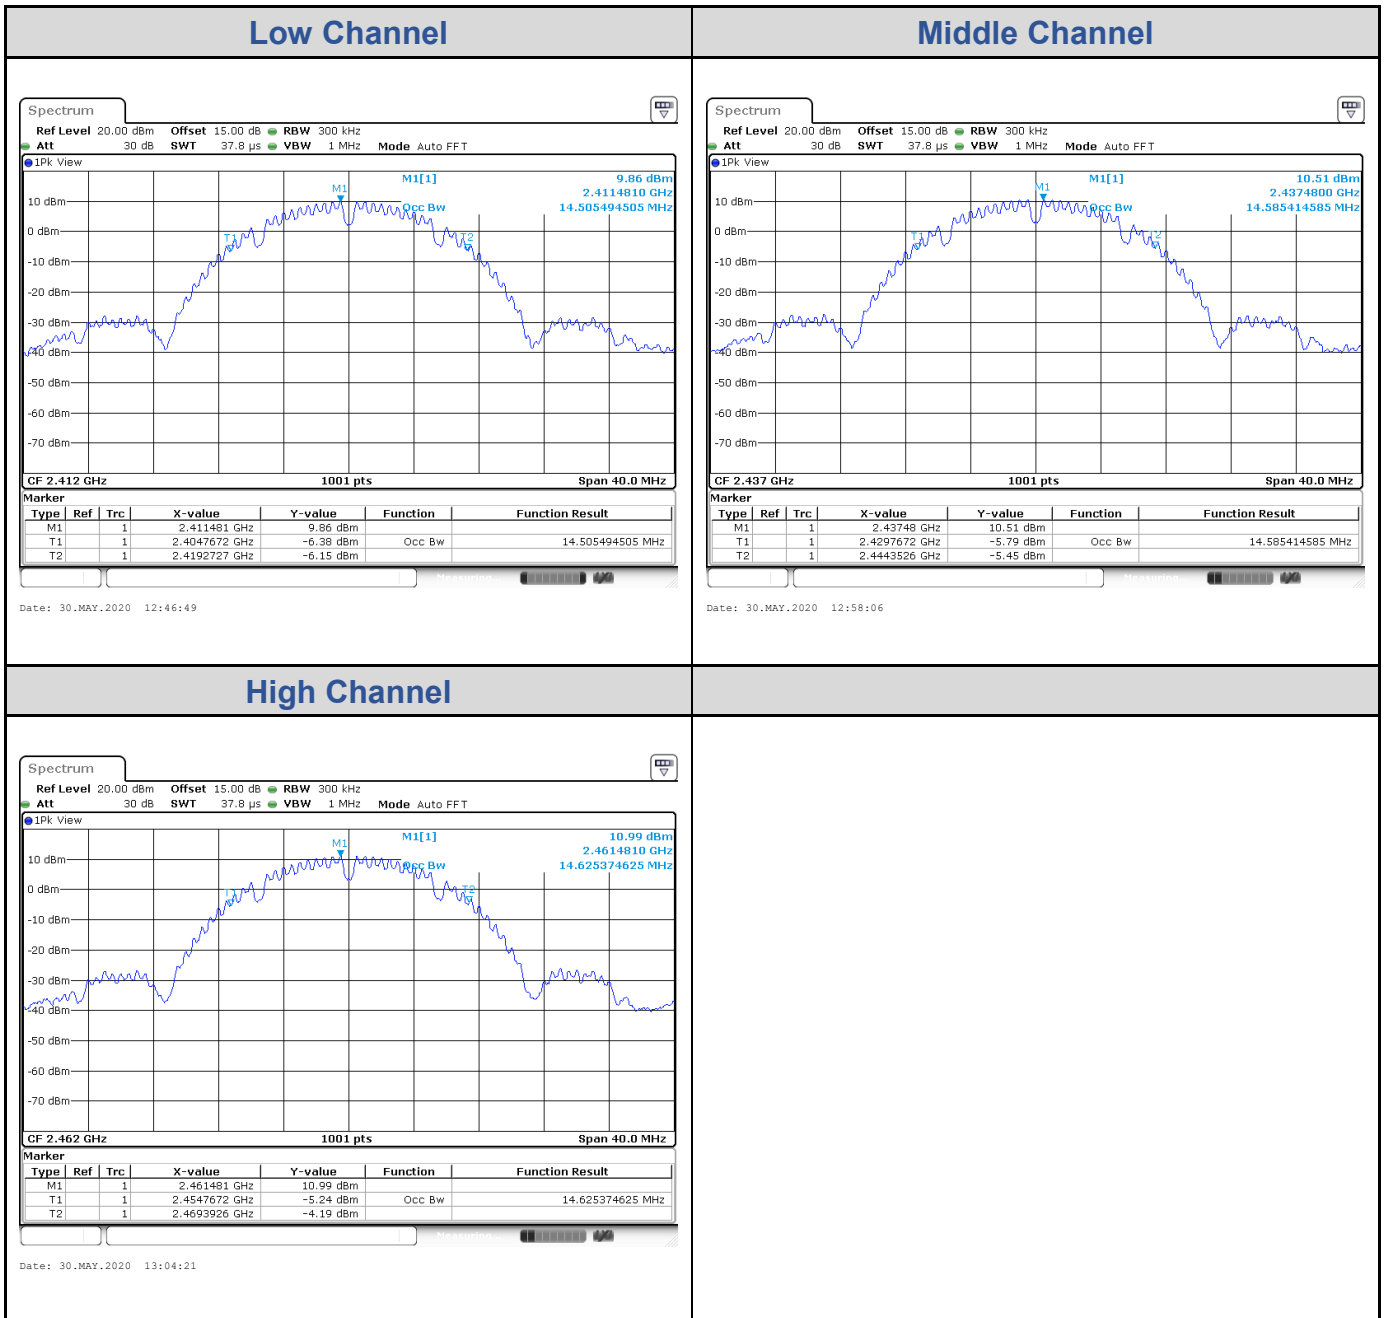 Low Channel
Spectrum
Ref Level 20.00 dBm Offset 15.00 dB RBW 300 kHz
Att 30 dB SWT 37.8 µs VBW 1 MHz Mode Auto FFT
1Pk View
M1[1] 9.86 dBm
2.4114810 GHz
Occ Bw 14.505494505 MHz
M1
10 dBm
0 dBm
T1
T2
-10 dBm
-20 dBm
-30 dBm
-40 dBm
-50 dBm
-60 dBm
-70 dBm
CF 2.412 GHz 1001 pts Span 40.0 MHz
Marker
Type Ref Trc X-value Y-value Function Function Result
M1 1 2.411481 GHz 9.86 dBm
T1 1 2.4047672 GHz -6.38 dBm Occ Bw 14.505494505 MHz
T2 1 2.4192727 GHz -6.15 dBm
Measuring...
Date: 30.MAY.2020 12:46:49
Middle Channel
Spectrum
Ref Level 20.00 dBm Offset 15.00 dB RBW 300 kHz
Att 30 dB SWT 37.8 µs VBW 1 MHz Mode Auto FFT
1Pk View
M1[1] 10.51 dBm
2.4374800 GHz
Occ Bw 14.585414585 MHz
M1
10 dBm
0 dBm
T1
T2
-10 dBm
-20 dBm
-30 dBm
-40 dBm
-50 dBm
-60 dBm
-70 dBm
CF 2.437 GHz 1001 pts Span 40.0 MHz
Marker
Type Ref Trc X-value Y-value Function Function Result
M1 1 2.43748 GHz 10.51 dBm
T1 1 2.4297672 GHz -5.79 dBm Occ Bw 14.585414585 MHz
T2 1 2.4443526 GHz -5.45 dBm
Measuring...
Date: 30.MAY.2020 12:58:06
High Channel
Spectrum
Ref Level 20.00 dBm Offset 15.00 dB RBW 300 kHz
Att 30 dB SWT 37.8 µs VBW 1 MHz Mode Auto FFT
1Pk View
M1[1] 10.99 dBm
2.4614810 GHz
Occ Bw 14.625374625 MHz
M1
10 dBm
0 dBm
T1
T2
-10 dBm
-20 dBm
-30 dBm
-40 dBm
-50 dBm
-60 dBm
-70 dBm
CF 2.462 GHz 1001 pts Span 40.0 MHz
Marker
Type Ref Trc X-value Y-value Function Function Result
M1 1 2.461481 GHz 10.99 dBm
T1 1 2.4547672 GHz -5.24 dBm Occ Bw 14.625374625 MHz
T2 1 2.4693926 GHz -4.19 dBm
Measuring...
Date: 30.MAY.2020 13:04:21